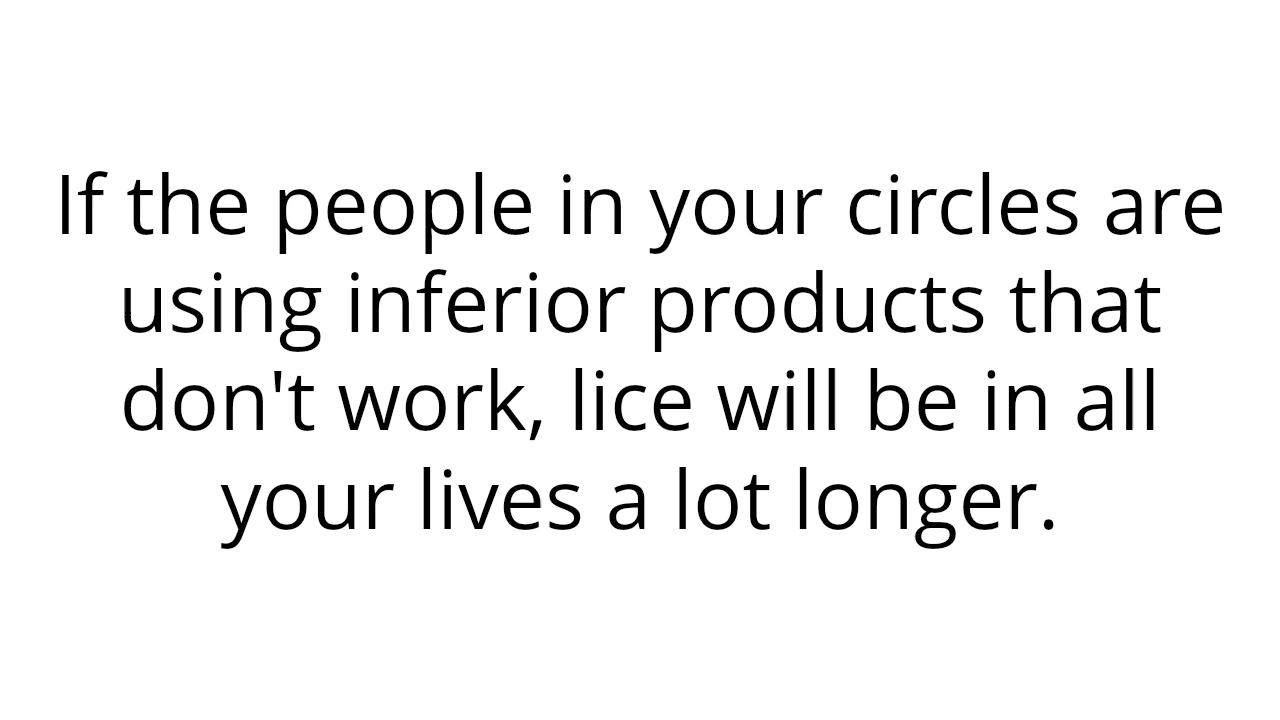 If the people in your circles are
using inferior products that
don't work, lice will be in all
your lives a lot longer.